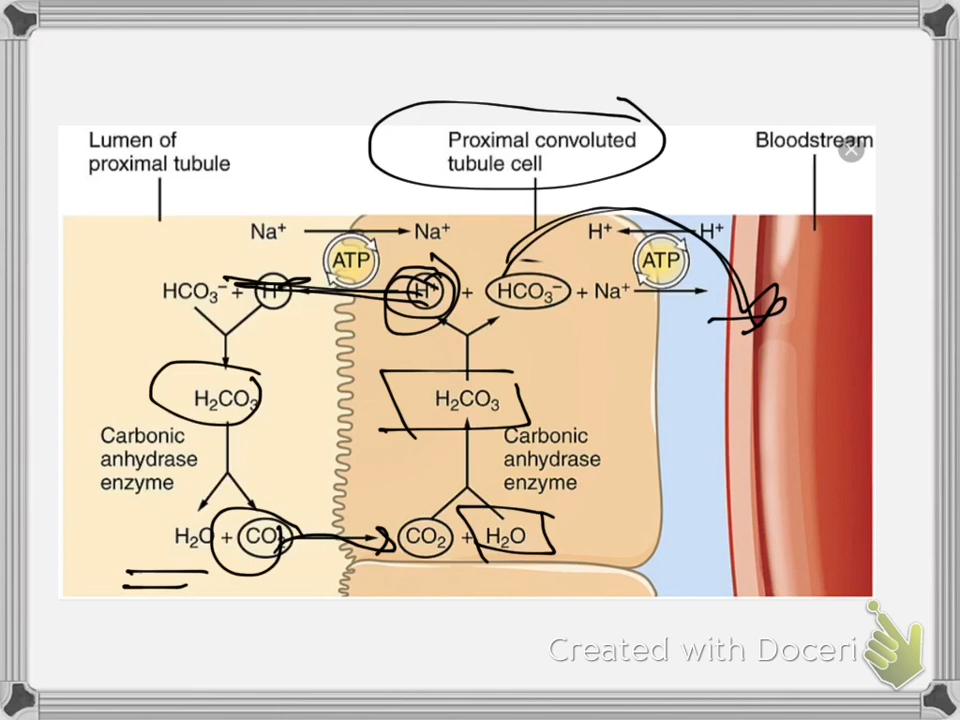 Lumen of
proximal tubule
Proximal convoluted
tubule cell
Bloodstream
Na⁺ Na⁺ H⁺ H⁺
ATP ATP
HCO₃⁻ + H⁺ H⁺ + HCO₃⁻ + Na⁺
H₂CO₃ H₂CO₃
Carbonic
anhydrase
enzyme
Carbonic
anhydrase
enzyme
H₂O + CO₂ CO₂ + H₂O
Created with Doceri